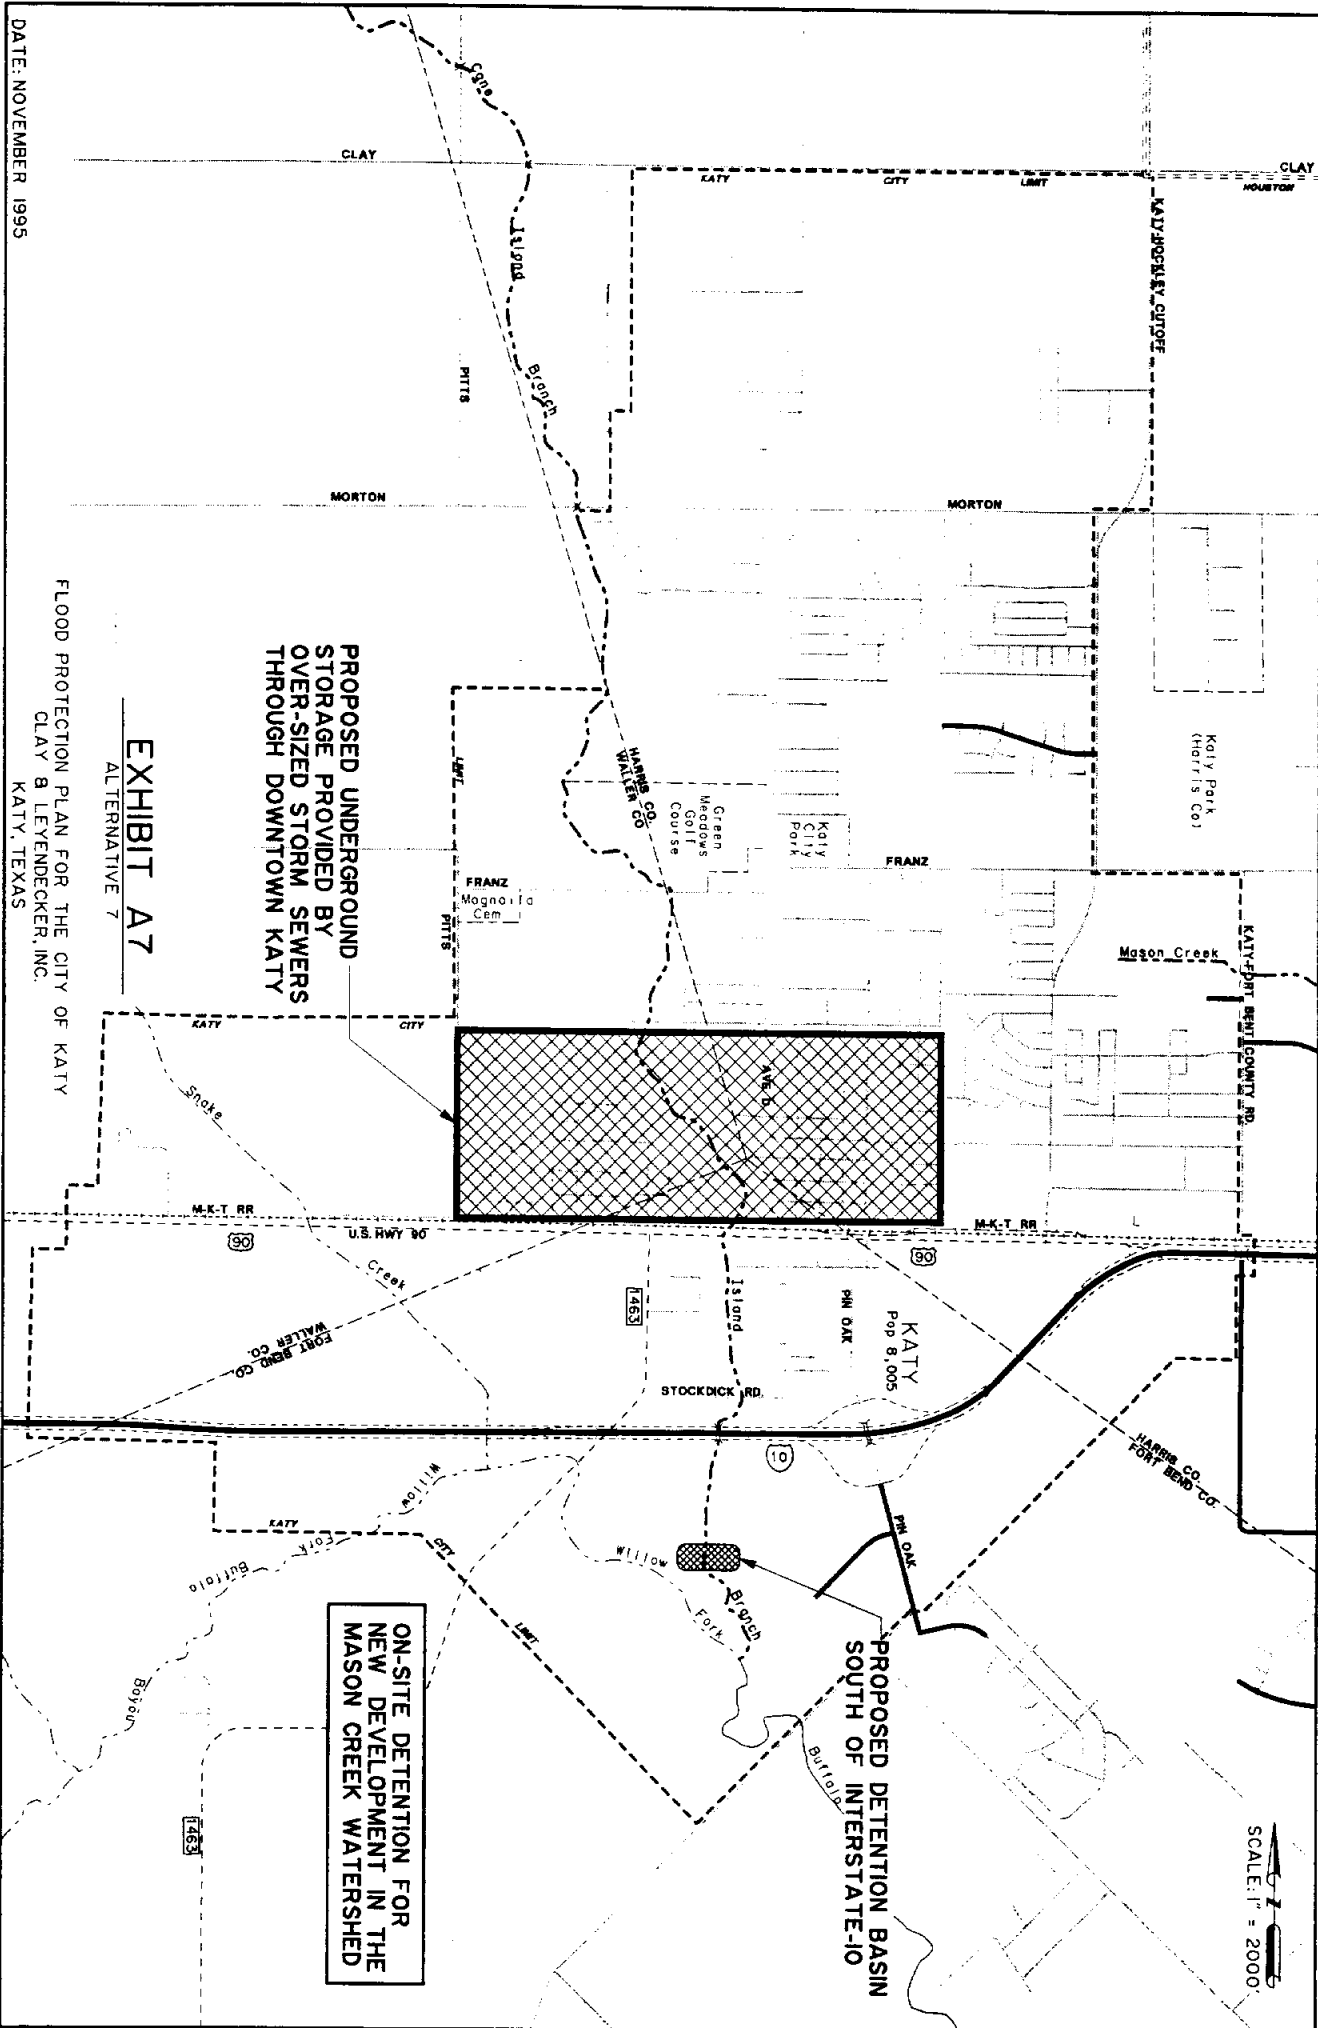 CLAY
CLAY
HOUSTON
KATY
CITY
LIMIT
KATY-HOCKLEY CUTOFF
Cane
Island
Branch
PITTS
MORTON
MORTON
Katy Park
(Harris Co)
HARRIS CO.
WALLER CO
Green
Meadows
Golf
Course
Katy
City
Park
FRANZ
FRANZ
Magnolia
Cem
LIMIT
PITTS
KATY
CITY
Mason Creek
KATY-FORT BEND COUNTY RD.
AVE D
PROPOSED UNDERGROUND
STORAGE PROVIDED BY
OVER-SIZED STORM SEWERS
THROUGH DOWNTOWN KATY
Snake
Creek
M-K-T RR
M-K-T RR
U.S. HWY 90
90
90
1463
Island
PIN OAK
KATY
Pop 8,005
STOCKDICK RD.
FORT BEND CO.
WALLER CO.
10
HARRIS CO.
FORT BEND CO.
PIN OAK
Willow
Fork
Buffalo
Bayou
KATY
CITY
LIMIT
Willow
Fork
Branch
Buffalo
1463
PROPOSED DETENTION BASIN
SOUTH OF INTERSTATE-10
ON-SITE DETENTION FOR
NEW DEVELOPMENT IN THE
MASON CREEK WATERSHED
Z
SCALE: 1" = 2000'
EXHIBIT A7
ALTERNATIVE 7
FLOOD PROTECTION PLAN FOR THE CITY OF KATY
CLAY & LEYENDECKER, INC.
KATY, TEXAS
DATE: NOVEMBER 1995